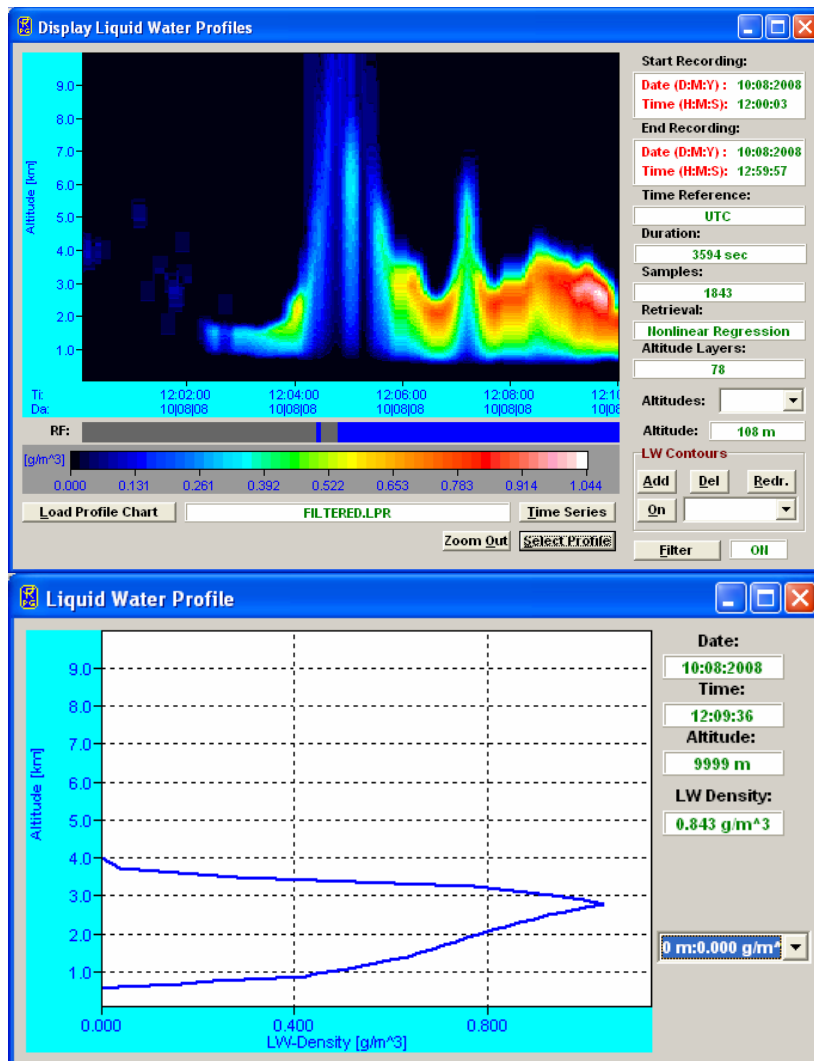 Display Liquid Water Profiles
Start Recording:
Date (D:M:Y) : 10:08:2008
Time (H:M:S): 12:00:03
End Recording:
Date (D:M:Y) : 10:08:2008
Time (H:M:S): 12:59:57
Time Reference:
UTC
Duration:
3594 sec
Samples:
1843
Retrieval:
Nonlinear Regression
Altitude Layers:
78
Altitudes:
Altitude: 108 m
LW Contours
Add Del Redr.
On
Filter ON
Altitude [km]
9.0
8.0
7.0
6.0
5.0
4.0
3.0
2.0
1.0
Ti: 12:02:00 12:04:00 12:06:00 12:08:00 12:10
Da: 10|08|08 10|08|08 10|08|08 10|08|08 10|08
RF:
[g/m^3]
0.000 0.131 0.261 0.392 0.522 0.653 0.783 0.914 1.044
Load Profile Chart FILTERED.LPR Time Series
Zoom Out Select Profile
Liquid Water Profile
Altitude [km]
9.0
8.0
7.0
6.0
5.0
4.0
3.0
2.0
1.0
0.000 0.400 0.800
LW-Density [g/m^3]
Date:
10:08:2008
Time:
12:09:36
Altitude:
9999 m
LW Density:
0.843 g/m^3
0 m:0.000 g/m^